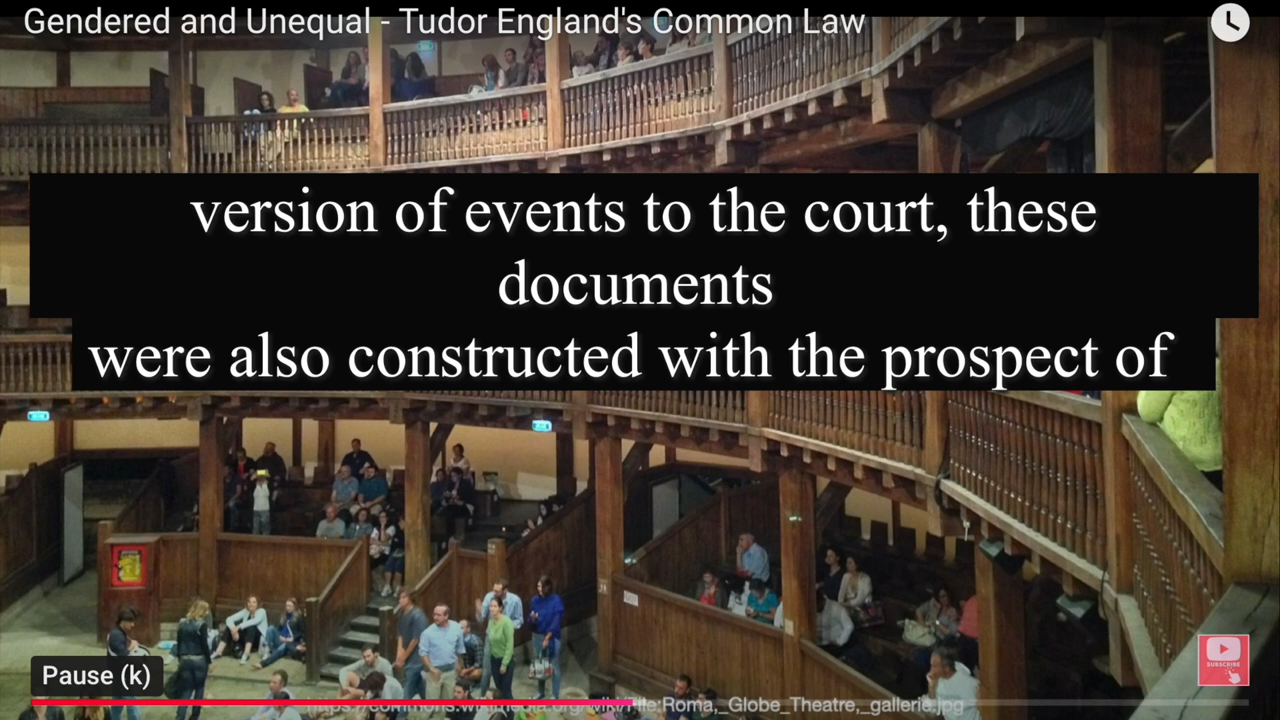 Gendered and Unequal - Tudor England's Common Law
version of events to the court, these
documents
were also constructed with the prospect of
SUBSCRIBE
Pause (k)
https://commons.wikimedia.org/wiki/File:Roma,_Globe_Theatre,_gallerie.jpg